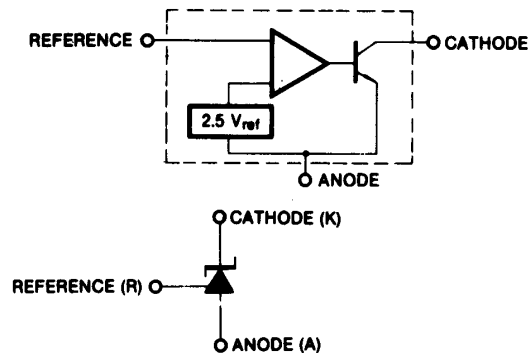 REFERENCE
CATHODE
2.5 Vref
ANODE
CATHODE (K)
REFERENCE (R)
ANODE (A)